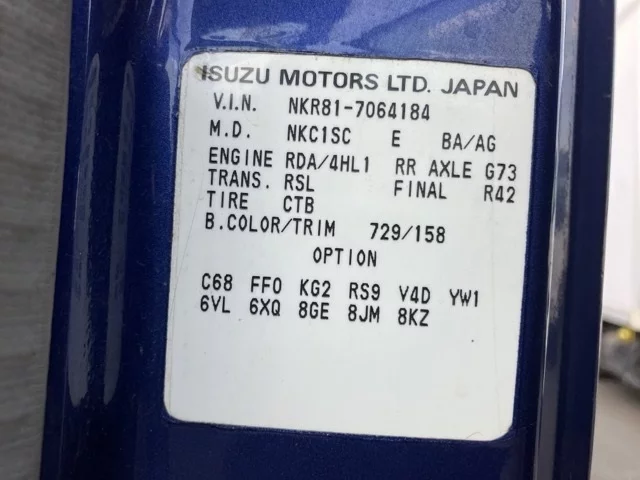 ISUZU MOTORS LTD. JAPAN
V.I.N. NKR81-7064184
M.D. NKC1SC E BA/AG
ENGINE RDA/4HL1 RR AXLE G73
TRANS. RSL FINAL R42
TIRE CTB
B.COLOR/TRIM 729/158
OPTION
C68 FF0 KG2 RS9 V4D YW1
6VL 6XQ 8GE 8JM 8KZ